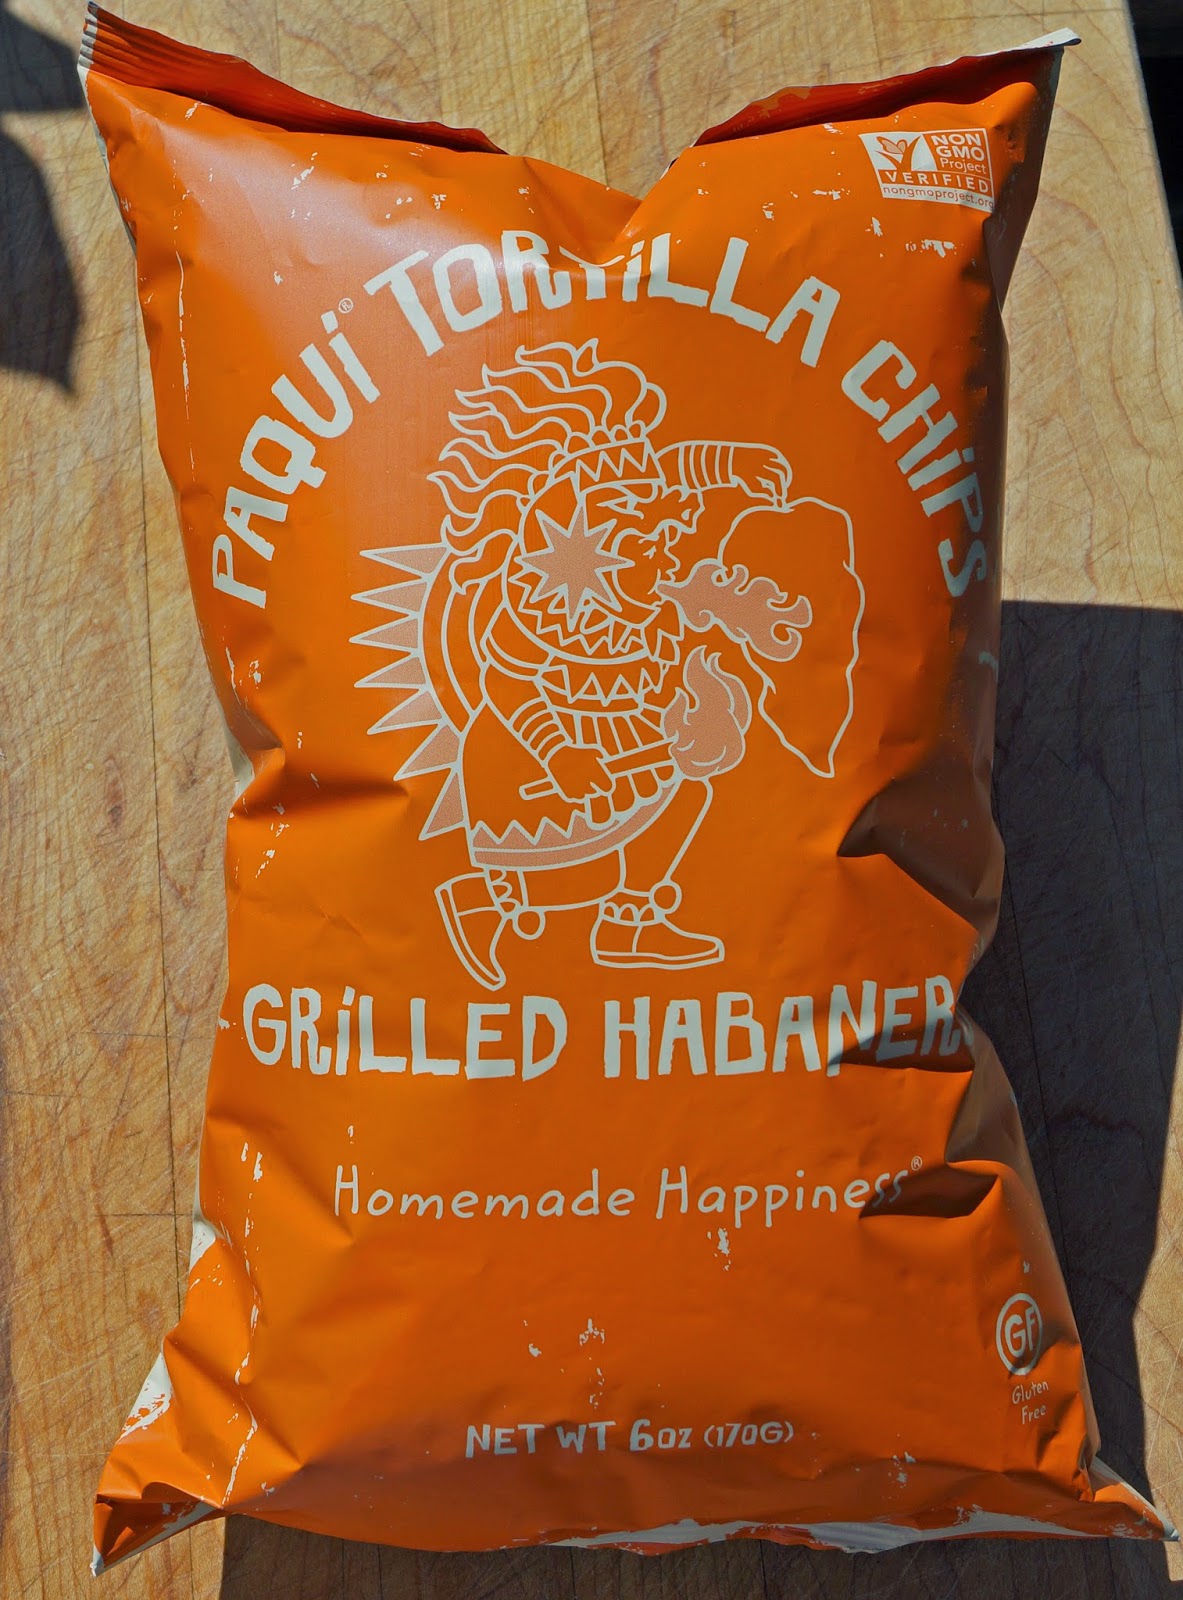 NON
GMO
Project
VERIFIED
nongmoproject.org
PAQUI® TORTILLA CHIPS
GRILLED HABANERO
Homemade Happiness®
GF
Gluten
Free
NET WT 6OZ (170G)